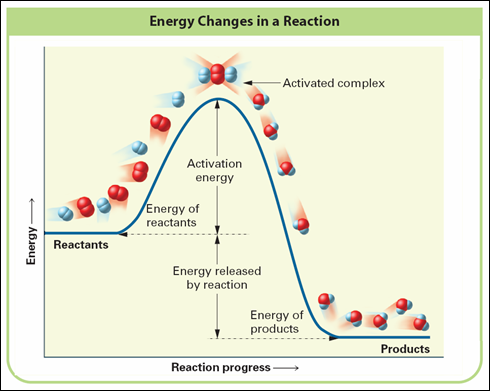 Energy Changes in a Reaction
Activated complex
Activation
energy
Energy of
reactants
Reactants
Energy released
by reaction
Energy of
products
Products
Energy
Reaction progress